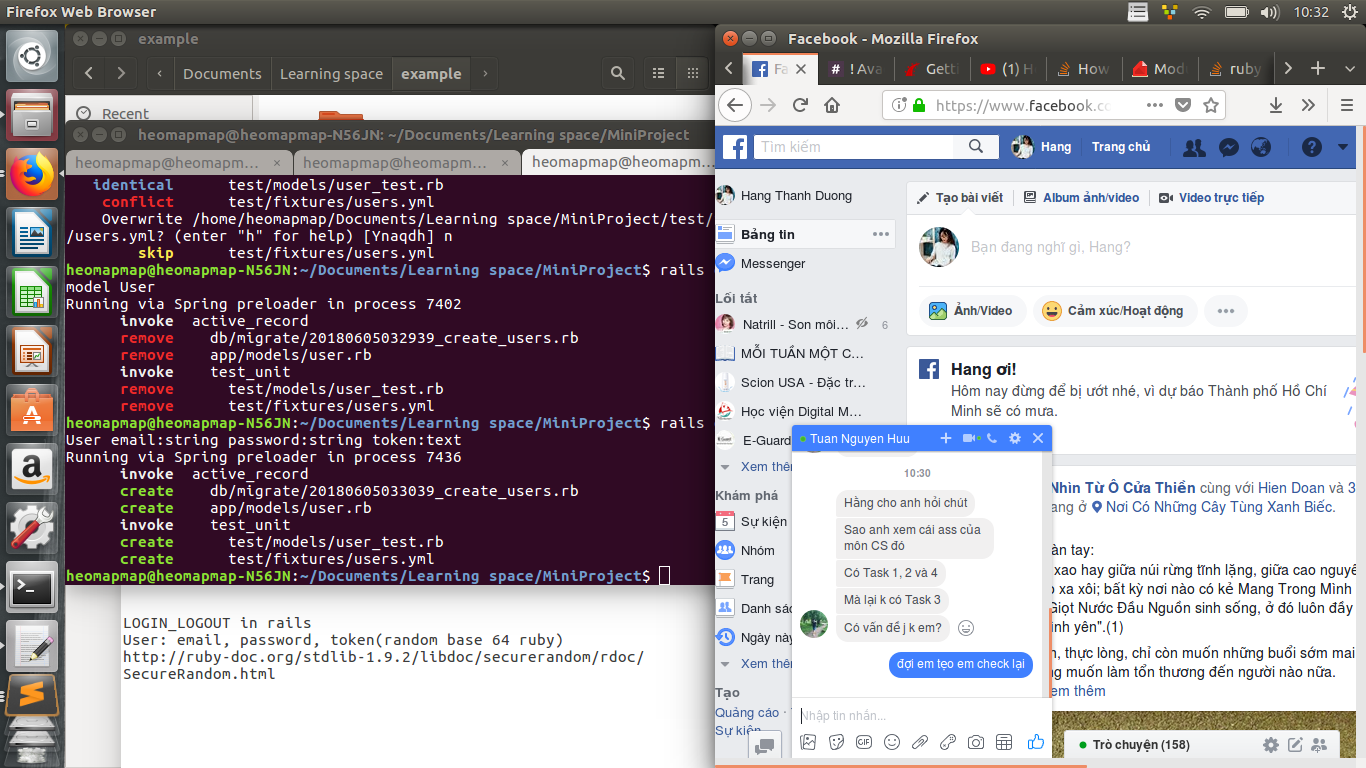 Firefox Web Browser
10:32
example
Documents
Learning space
example
Recent
heomapmap@heomapmap-N56JN: ~/Documents/Learning space/MiniProject
heomapmap@heomapm...
heomapmap@heomapm...
heomapmap@heomapm...
identical test/models/user_test.rb
conflict test/fixtures/users.yml
Overwrite /home/heomapmap/Documents/Learning space/MiniProject/test/
/users.yml? (enter "h" for help) [Ynaqdh] n
skip test/fixtures/users.yml
heomapmap@heomapmap-N56JN:~/Documents/Learning space/MiniProject$ rails
model User
Running via Spring preloader in process 7402
invoke active_record
remove db/migrate/20180605032939_create_users.rb
remove app/models/user.rb
invoke test_unit
remove test/models/user_test.rb
remove test/fixtures/users.yml
heomapmap@heomapmap-N56JN:~/Documents/Learning space/MiniProject$ rails
User email:string password:string token:text
Running via Spring preloader in process 7436
invoke active_record
create db/migrate/20180605033039_create_users.rb
create app/models/user.rb
invoke test_unit
create test/models/user_test.rb
create test/fixtures/users.yml
heomapmap@heomapmap-N56JN:~/Documents/Learning space/MiniProject$
LOGIN_LOGOUT in rails
User: email, password, token(random base 64 ruby)
http://ruby-doc.org/stdlib-1.9.2/libdoc/securerandom/rdoc/
SecureRandom.html
Facebook - Mozilla Firefox
Fa
! Ava
Getti
(1) H
How
Mod
ruby
https://www.facebook.c
Tìm kiếm
Hang
Trang chủ
Hang Thanh Duong
Bảng tin
Messenger
Lối tắt
Natrill - Son môi... 6
MỖI TUẦN MỘT C...
Scion USA - Đặc tr...
Học viện Digital M...
E-Guard
Xem thêm
Khám phá
5
Sự kiện
Nhóm
Trang
Danh sác
Ngày này
Xem thêm
Tạo
Quảng cáo ·
Sự kiện
Tạo bài viết
Album ảnh/video
Video trực tiếp
Bạn đang nghĩ gì, Hang?
Ảnh/Video
Cảm xúc/Hoạt động
Hang ơi!
Hôm nay đừng để bị ướt nhé, vì dự báo Thành phố Hồ Chí
Minh sẽ có mưa.
Nhìn Từ Ô Cửa Thiền cùng với Hien Doan và 3
ang ở Nơi Có Những Cây Tùng Xanh Biếc.
àn tay:
xao hay giữa núi rừng tĩnh lặng, giữa cao nguyê
xa xôi; bất kỳ nơi nào có kẻ Mang Trong Mình
Giọt Nước Đầu Nguồn sinh sống, ở đó luôn đầy
inh yên".(1)
n, thực lòng, chỉ còn muốn những buổi sớm mai
g muốn làm tổn thương đến người nào nữa.
em thêm
Tuan Nguyen Huu
10:30
Hằng cho anh hỏi chút
Sao anh xem cái ass của
môn CS đó
Có Task 1, 2 và 4
Mà lại k có Task 3
Có vấn đề j k em?
đợi em tẹo em check lại
Nhập tin nhắn...
GIF
Trò chuyện (158)